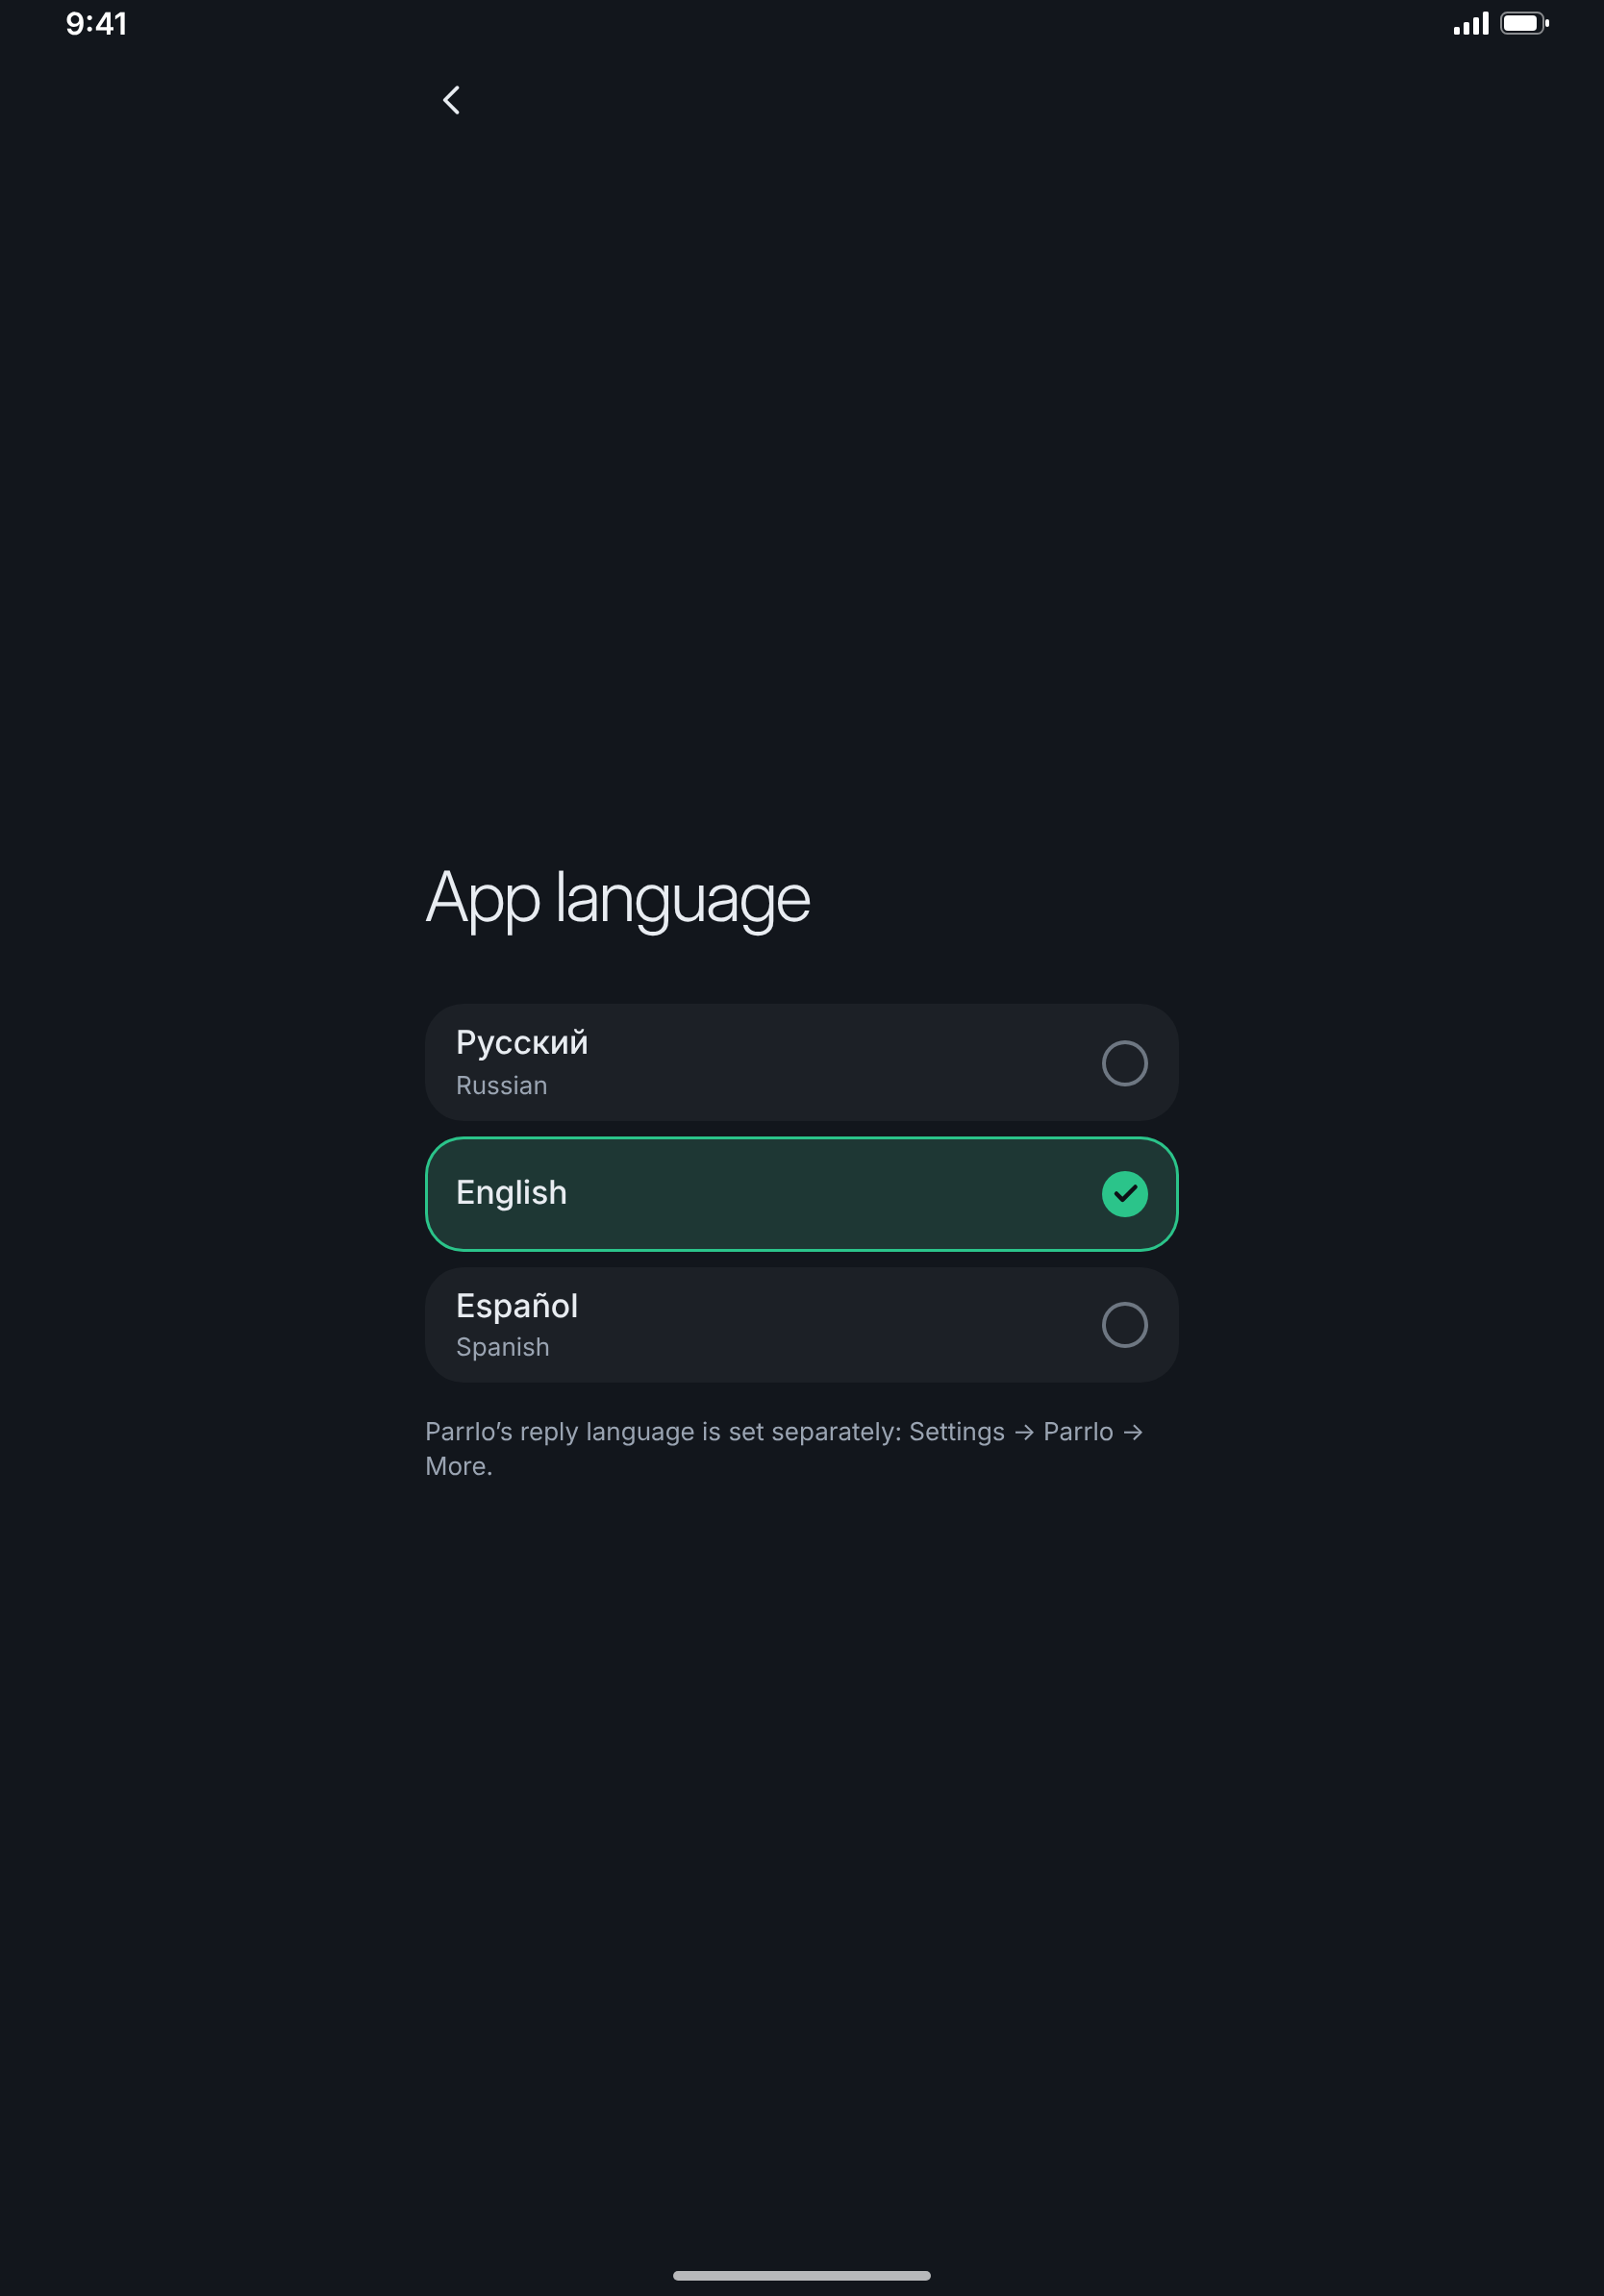 9:41
App language
Русский
Russian
English
Español
Spanish
Parrlo’s reply language is set separately: Settings → Parrlo →
More.